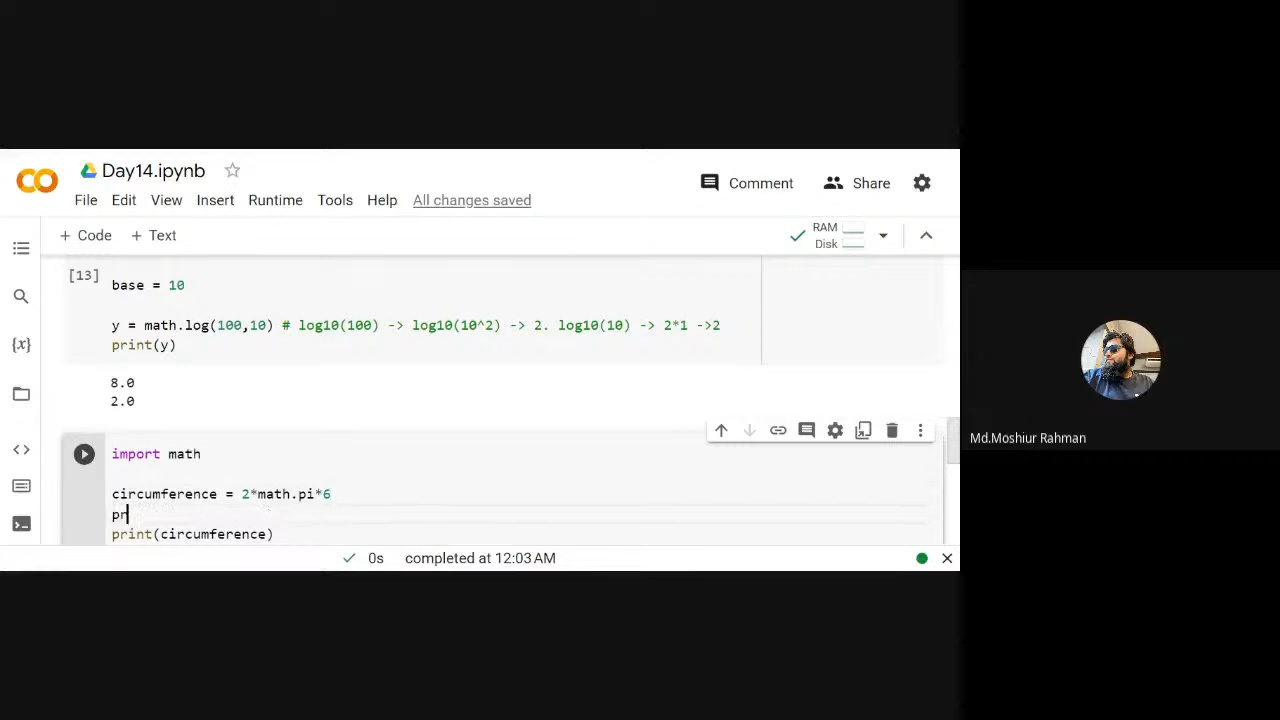 Day14.ipynb
Comment
Share
File Edit View Insert Runtime Tools Help All changes saved
+ Code + Text
RAM
Disk
[13]
base = 10
y = math.log(100,10) # log10(100) -> log10(10^2) -> 2. log10(10) -> 2*1 ->2
print(y)
8.0
2.0
import math
circumference = 2*math.pi*6
pr
print(circumference)
0s completed at 12:03 AM
{x}
Md.Moshiur Rahman